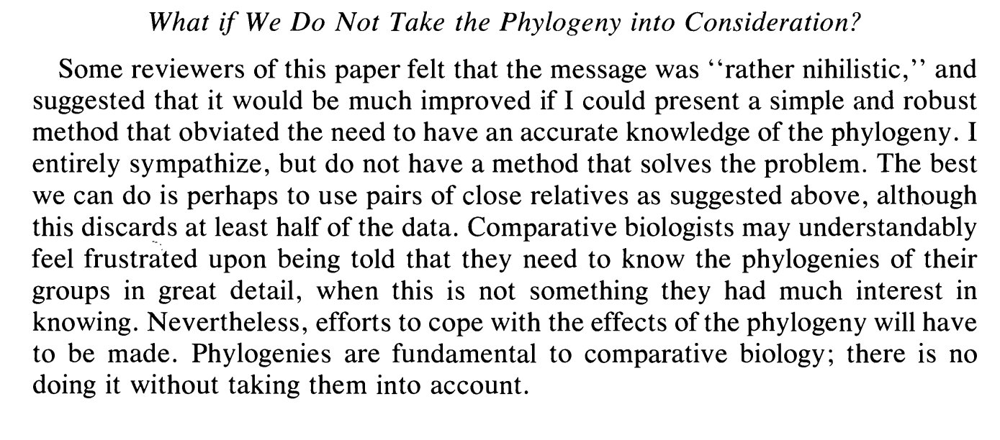 What if We Do Not Take the Phylogeny into Consideration?
Some reviewers of this paper felt that the message was ‘‘rather nihilistic,’’ and
suggested that it would be much improved if I could present a simple and robust
method that obviated the need to have an accurate knowledge of the phylogeny. I
entirely sympathize, but do not have a method that solves the problem. The best
we can do is perhaps to use pairs of close relatives as suggested above, although
this discards at least half of the data. Comparative biologists may understandably
feel frustrated upon being told that they need to know the phylogenies of their
groups in great detail, when this is not something they had much interest in
knowing. Nevertheless, efforts to cope with the effects of the phylogeny will have
to be made. Phylogenies are fundamental to comparative biology; there is no
doing it without taking them into account.